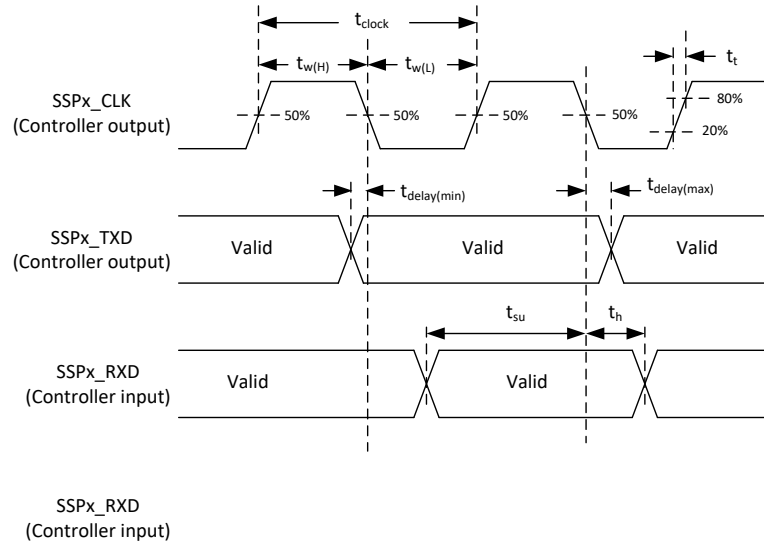 t_clock
t_w(H) t_w(L) t_t
SSPx_CLK
(Controller output)
50% 50% 50% 50% 80%
20%
t_delay(min) t_delay(max)
SSPx_TXD
(Controller output)
Valid Valid Valid
t_su t_h
SSPx_RXD
(Controller input)
Valid Valid
SSPx_RXD
(Controller input)